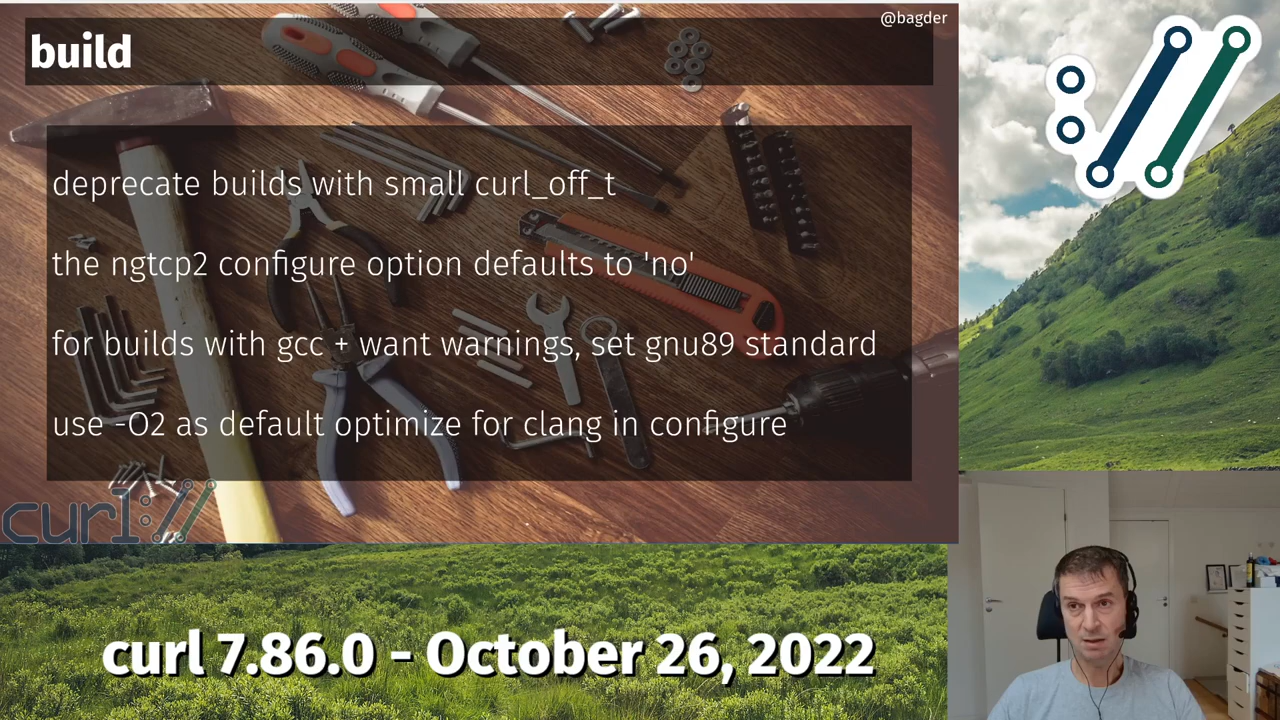 @bagder
build
deprecate builds with small curl_off_t
the ngtcp2 configure option defaults to 'no'
for builds with gcc + want warnings, set gnu89 standard
use -O2 as default optimize for clang in configure
curl://
curl 7.86.0 - October 26, 2022